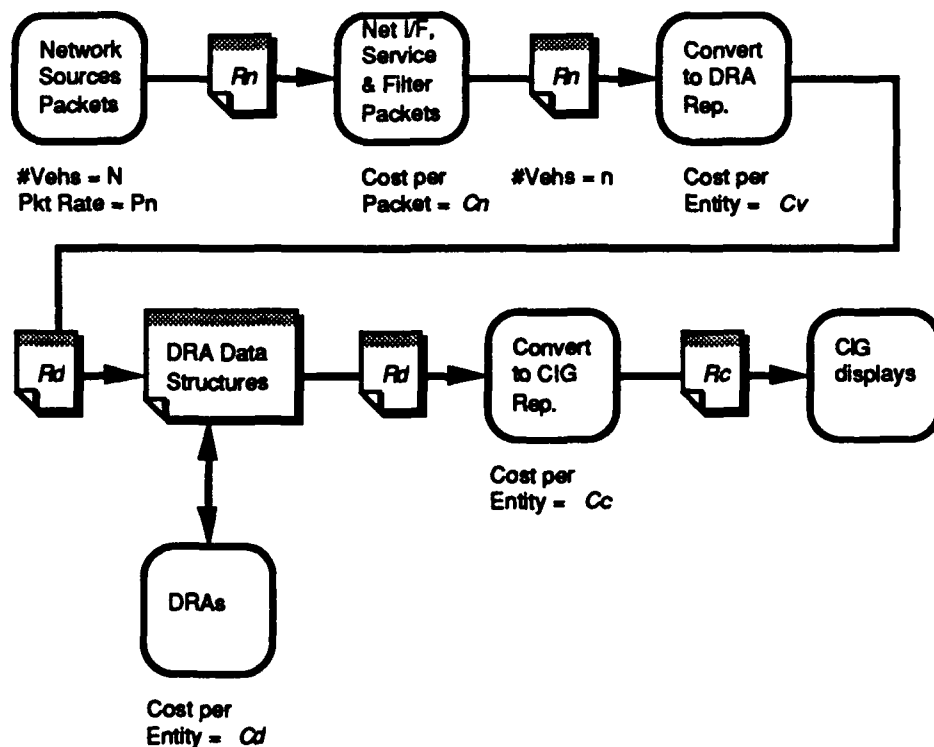 Network
Sources
Packets
Rn
Net I/F,
Service
& Filter
Packets
Rn
Convert
to DRA
Rep.
#Vehs = N
Pkt Rate = Pn
Cost per
Packet = Cn
#Vehs = n
Cost per
Entity = Cv
Rd
DRA Data
Structures
Rd
Convert
to CIG
Rep.
Rc
CIG
displays
Cost per
Entity = Cc
DRAs
Cost per
Entity = Cd